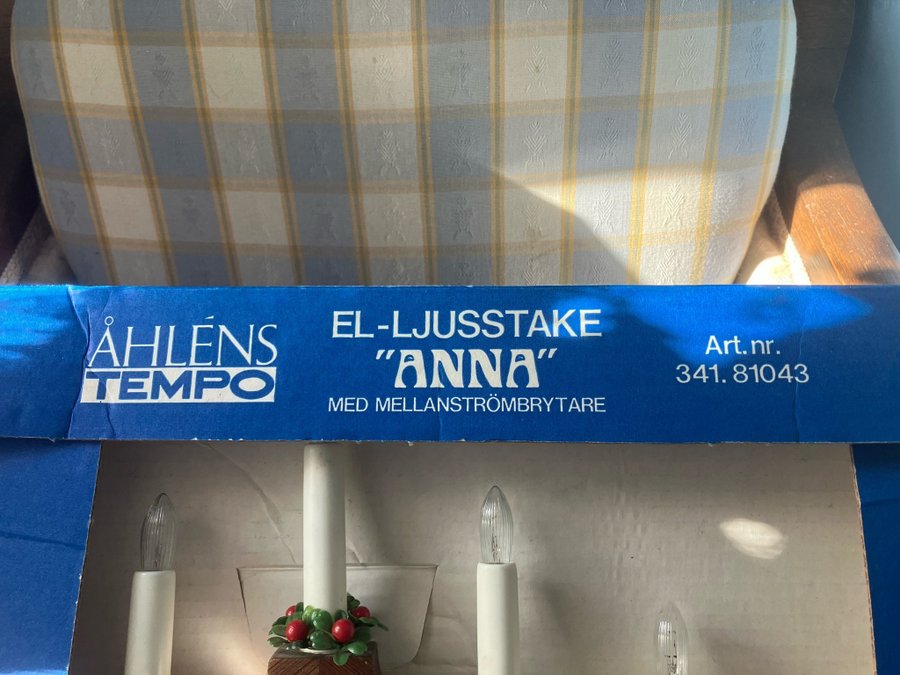 ÅHLÉNS
TEMPO
EL-LJUSSTAKE
"ANNA"
MED MELLANSTRÖMBRYTARE
Art. nr.
341. 81043